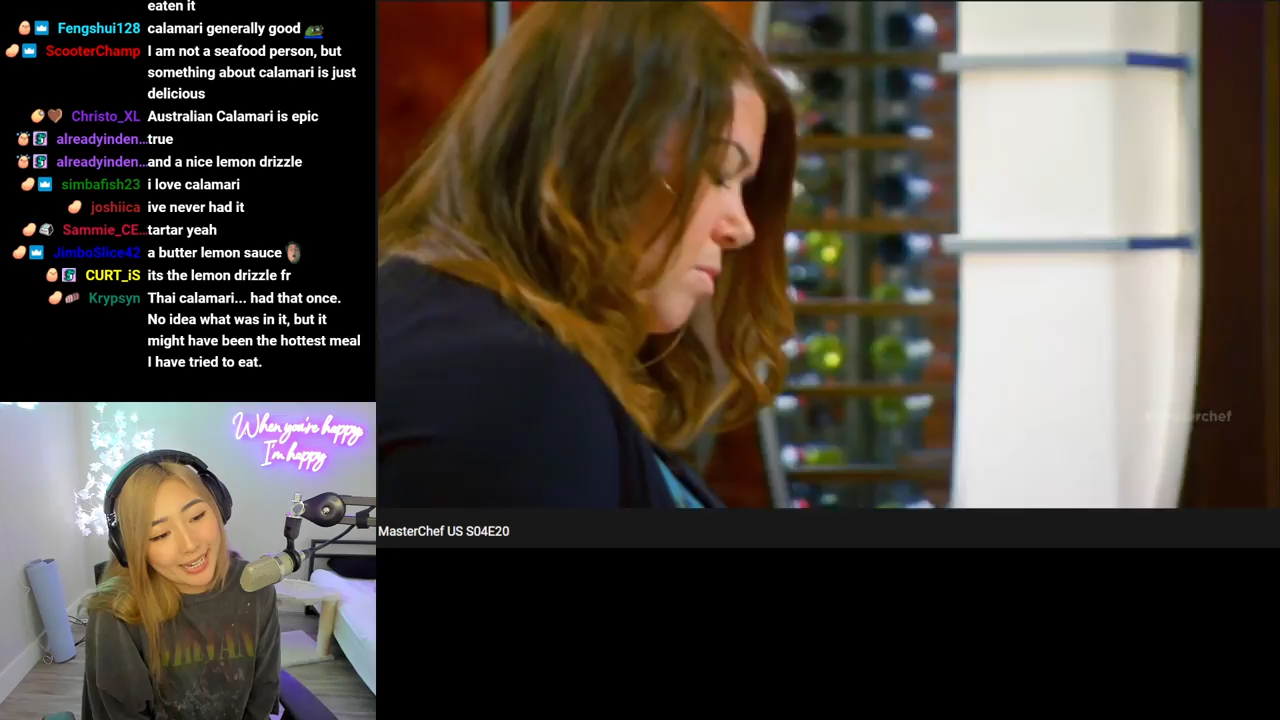 eaten it
Fengshui128 calamari generally good
ScooterChamp I am not a seafood person, but
something about calamari is just
delicious
Christo_XL Australian Calamari is epic
alreadyinden... true
alreadyinden... and a nice lemon drizzle
simbafish23 i love calamari
joshiica ive never had it
Sammie_CE... tartar yeah
JimboSlice42 a butter lemon sauce
CURT_iS its the lemon drizzle fr
Krypsyn Thai calamari... had that once.
No idea what was in it, but it
might have been the hottest meal
I have tried to eat.
When you're happy,
I'm happy
MasterChef US S04E20